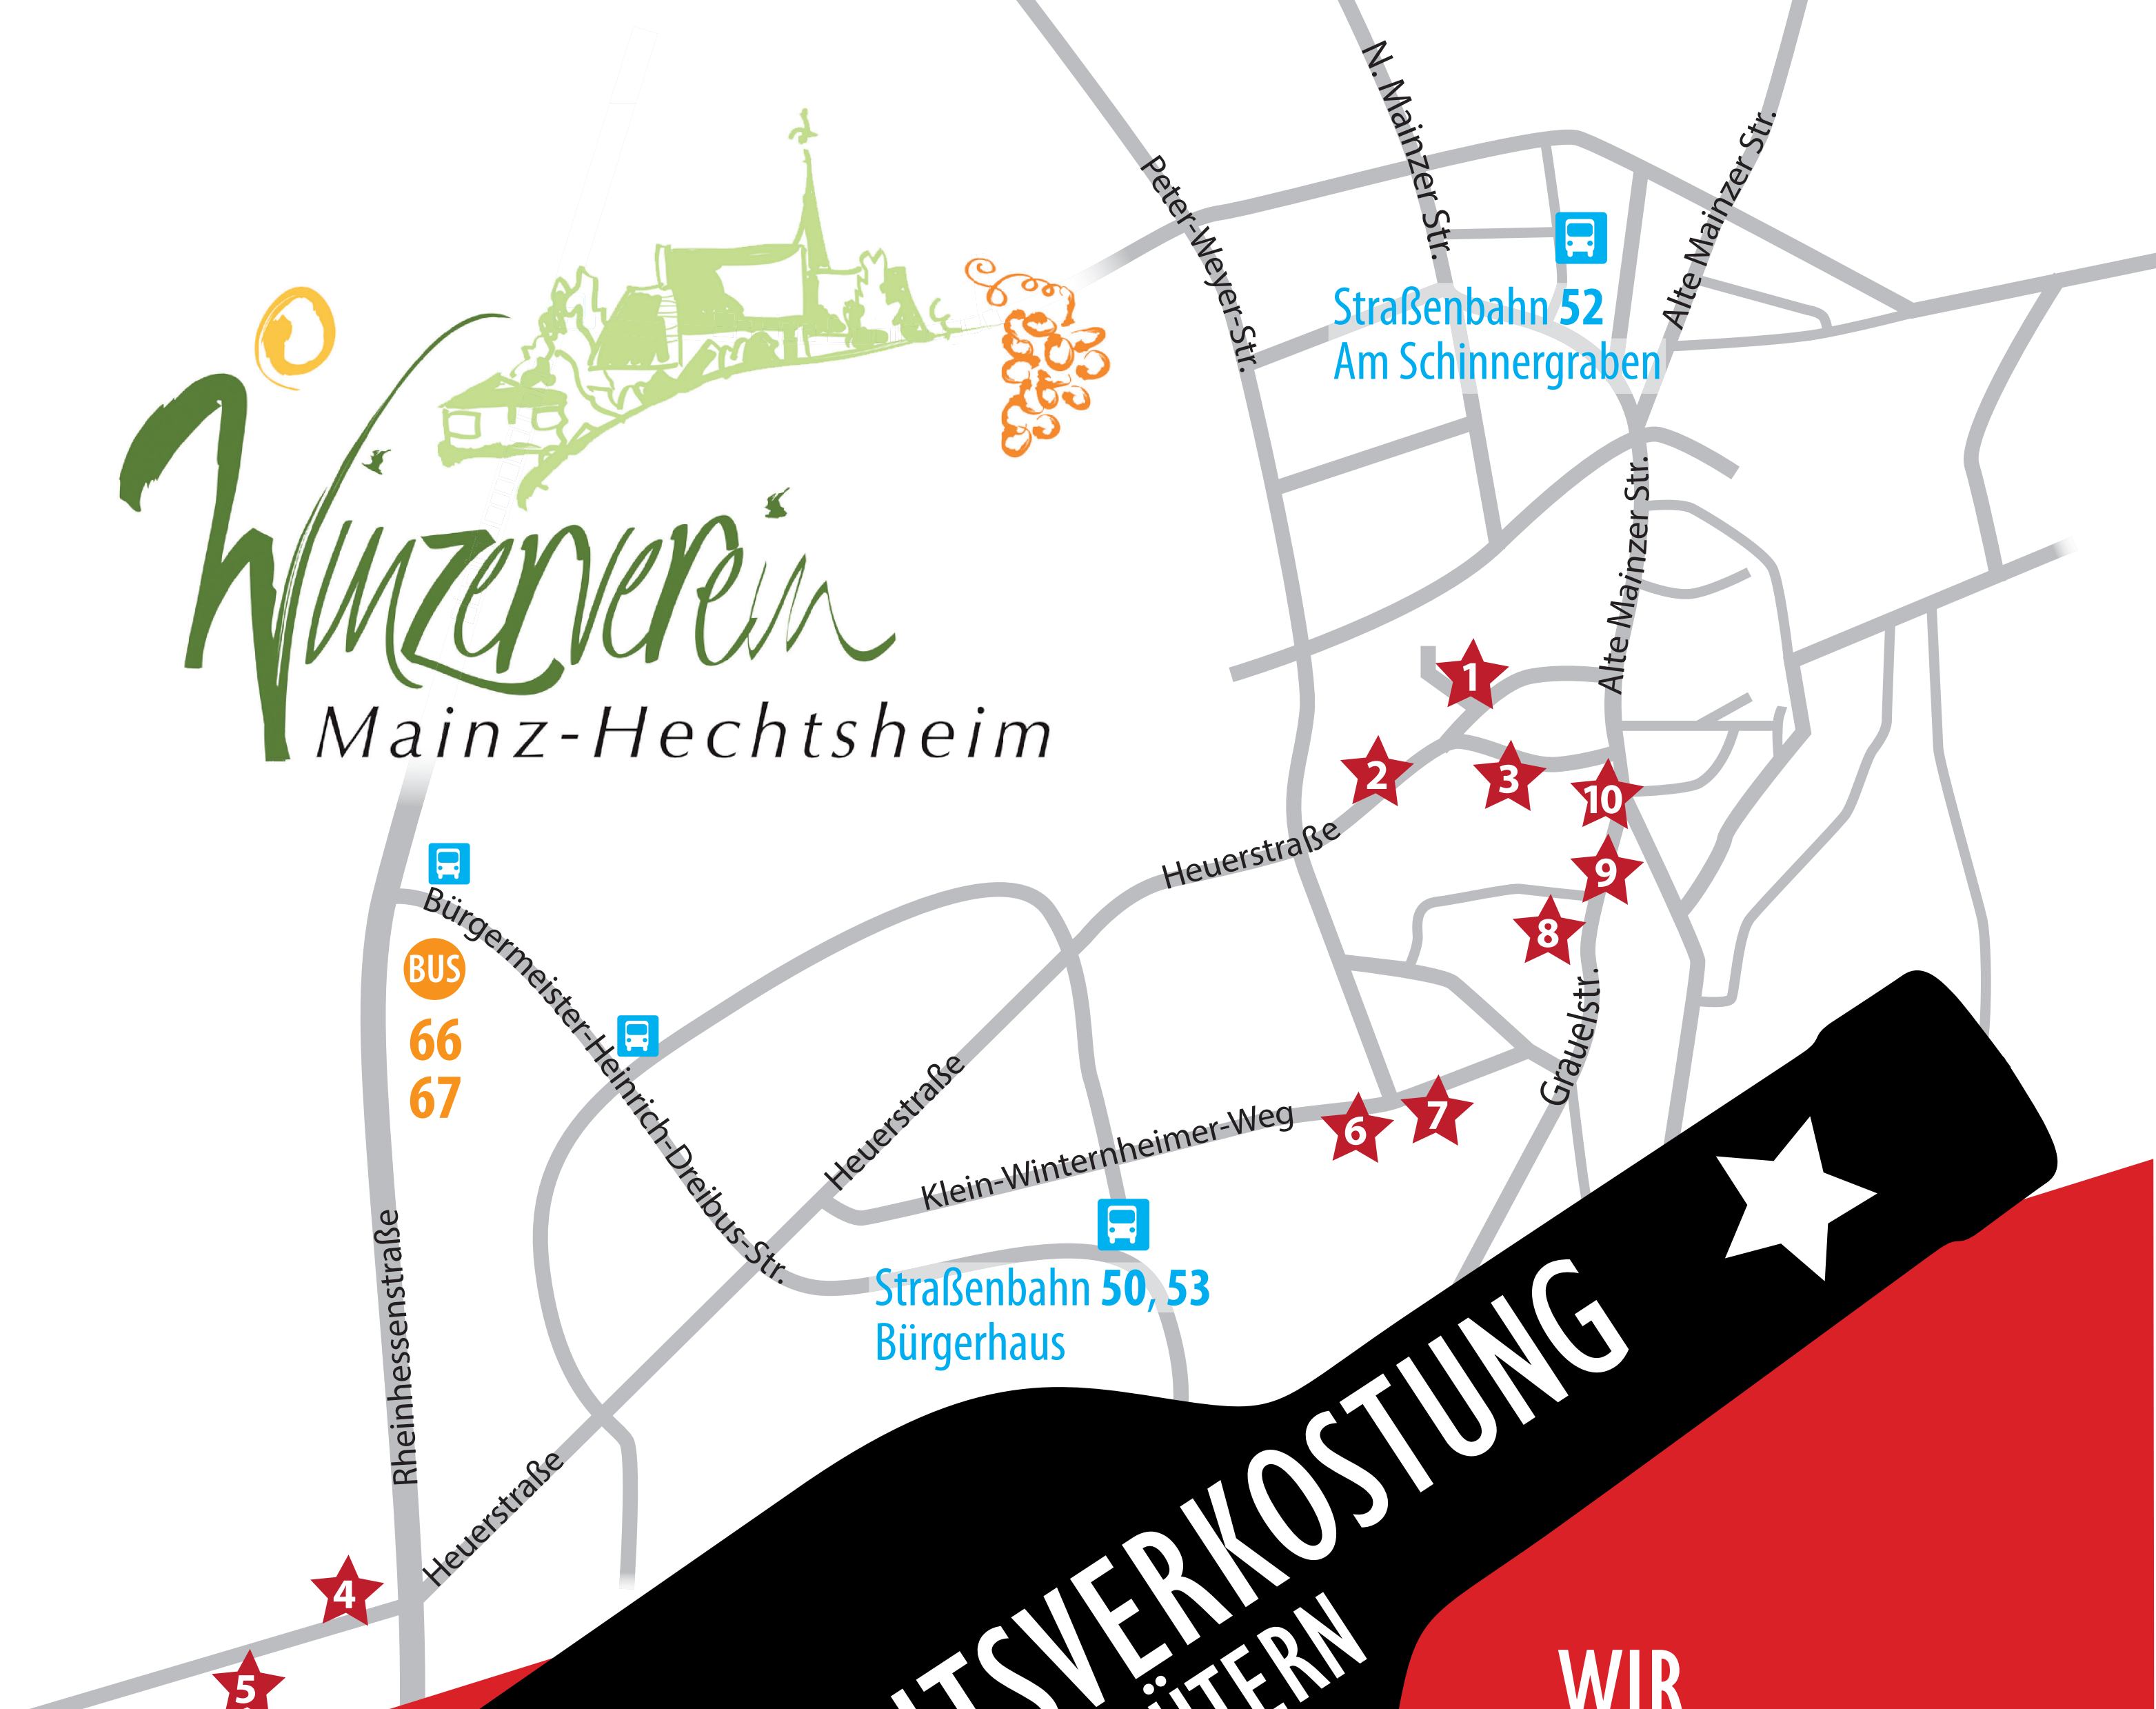 N. Mainzer Str.
Alte Mainzer Str.
Peter-Weyer-Str.
Straßenbahn 52
Am Schinnergraben
Winzerverein
Mainz-Hechtsheim
Alte Mainzer Str.
1
2
3
10
Heuerstraße
9
8
Bürgermeister-Heinrich-Dreibus-Str.
BUS
66
67
Grauelstr.
Heuerstraße
Klein-Winternheimer-Weg
6
7
Straßenbahn 50, 53
Bürgerhaus
Rheinhessenstraße
Heuerstraße
4
5
TSVERKOSTUNG
ÜTERN
WIR